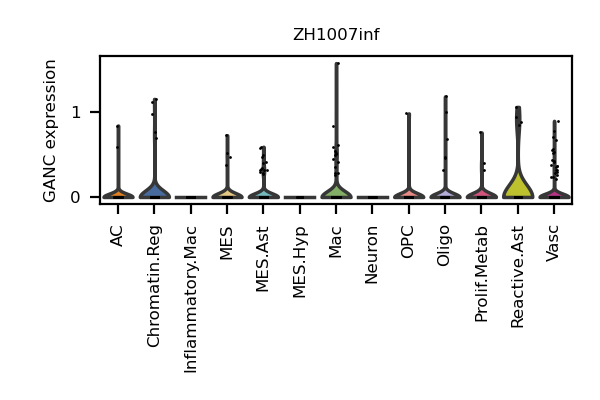 ZH1007inf
GANC expression
1
0
AC
Chromatin.Reg
Inflammatory.Mac
MES
MES.Ast
MES.Hyp
Mac
Neuron
OPC
Oligo
Prolif.Metab
Reactive.Ast
Vasc